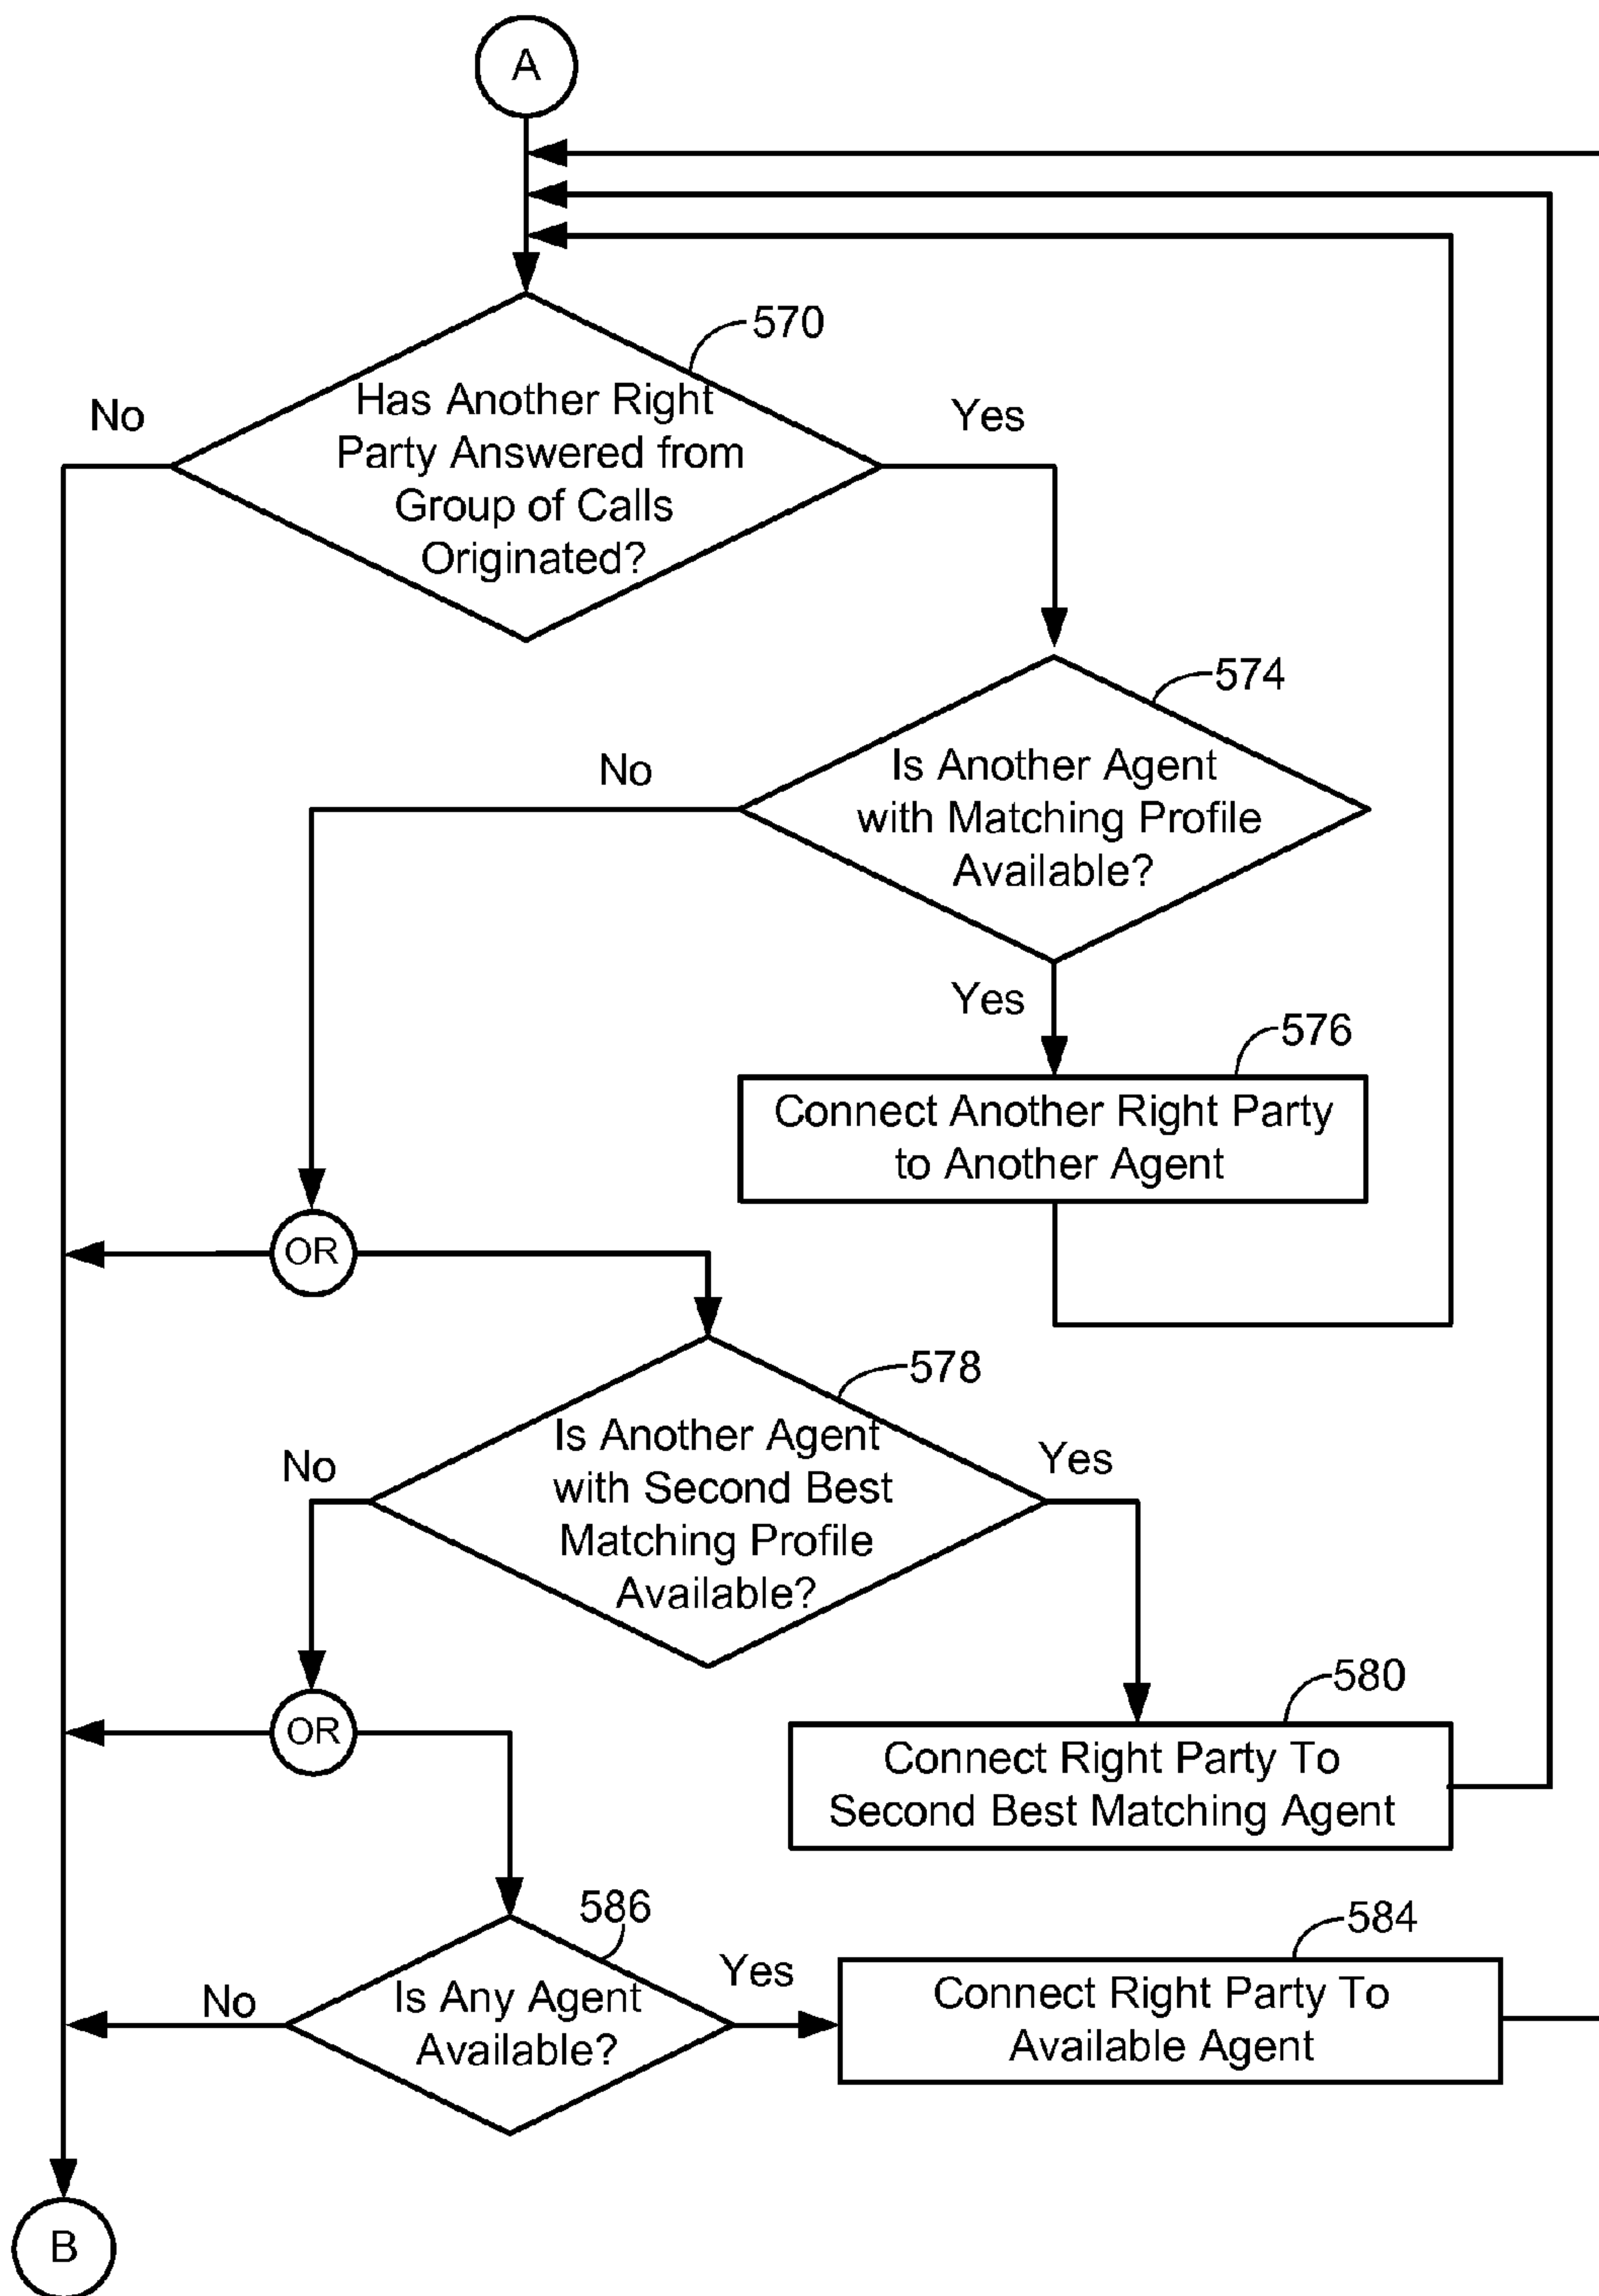 A
570
Has Another Right
Party Answered from
Group of Calls
Originated?
No
Yes
574
Is Another Agent
with Matching Profile
Available?
No
Yes
576
Connect Another Right Party
to Another Agent
OR
578
Is Another Agent
with Second Best
Matching Profile
Available?
No
Yes
580
Connect Right Party To
Second Best Matching Agent
OR
586
Is Any Agent
Available?
No
Yes
584
Connect Right Party To
Available Agent
B